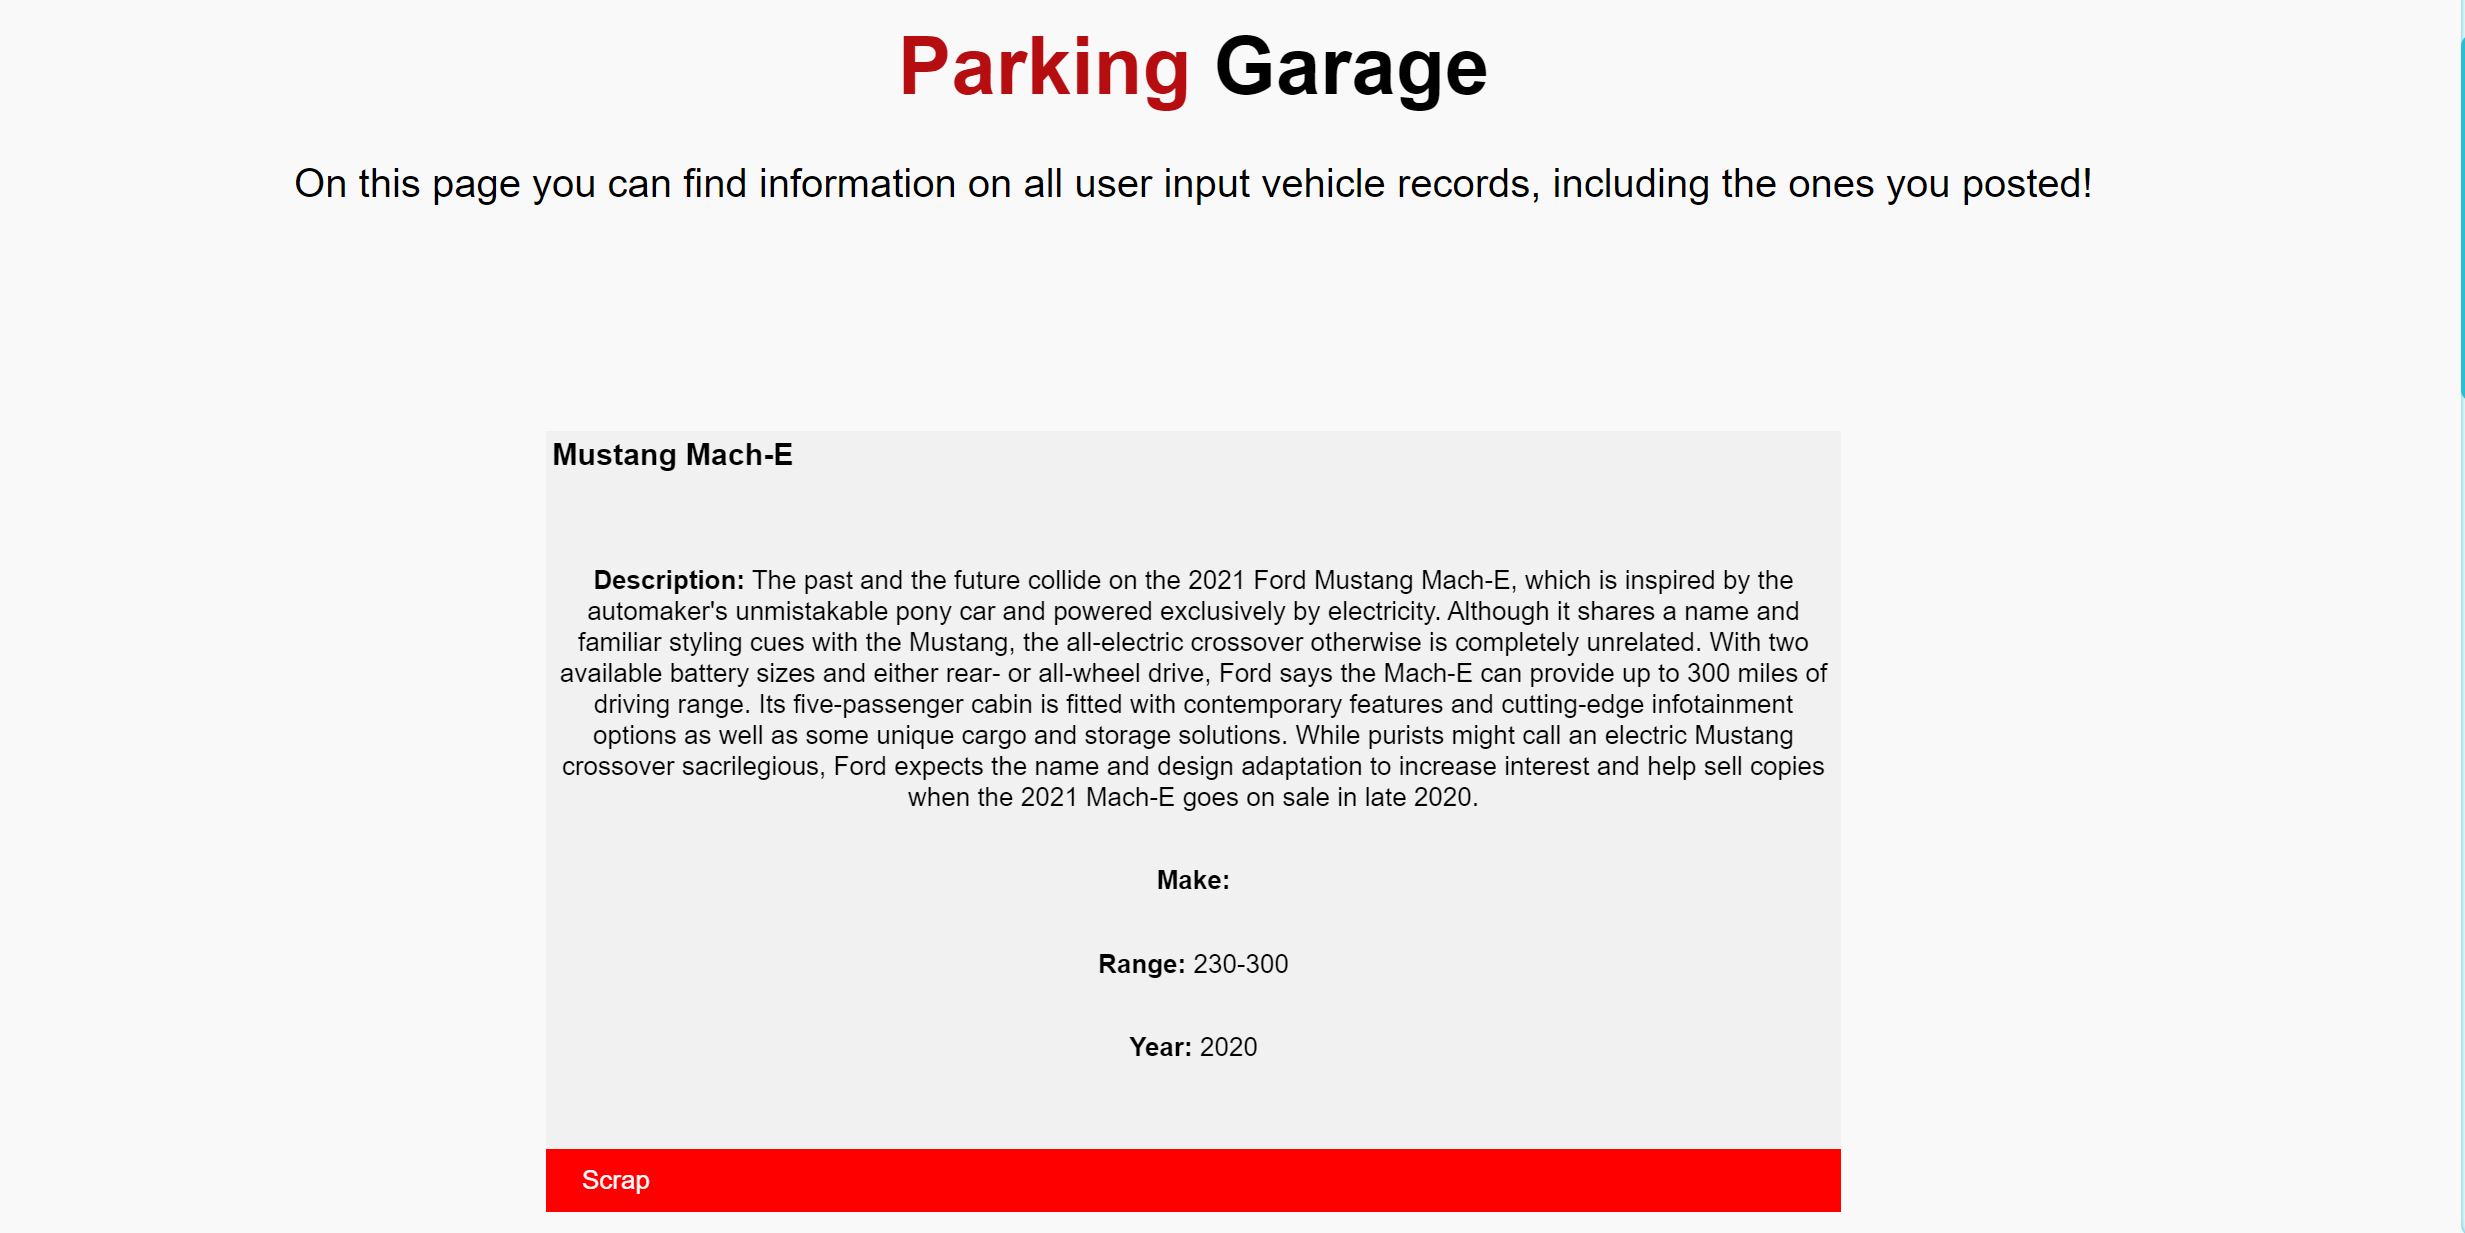 Parking Garage
On this page you can find information on all user input vehicle records, including the ones you posted!
Mustang Mach-E
Description: The past and the future collide on the 2021 Ford Mustang Mach-E, which is inspired by the
automaker's unmistakable pony car and powered exclusively by electricity. Although it shares a name and
familiar styling cues with the Mustang, the all-electric crossover otherwise is completely unrelated. With two
available battery sizes and either rear- or all-wheel drive, Ford says the Mach-E can provide up to 300 miles of
driving range. Its five-passenger cabin is fitted with contemporary features and cutting-edge infotainment
options as well as some unique cargo and storage solutions. While purists might call an electric Mustang
crossover sacrilegious, Ford expects the name and design adaptation to increase interest and help sell copies
when the 2021 Mach-E goes on sale in late 2020.
Make:
Range: 230-300
Year: 2020
Scrap